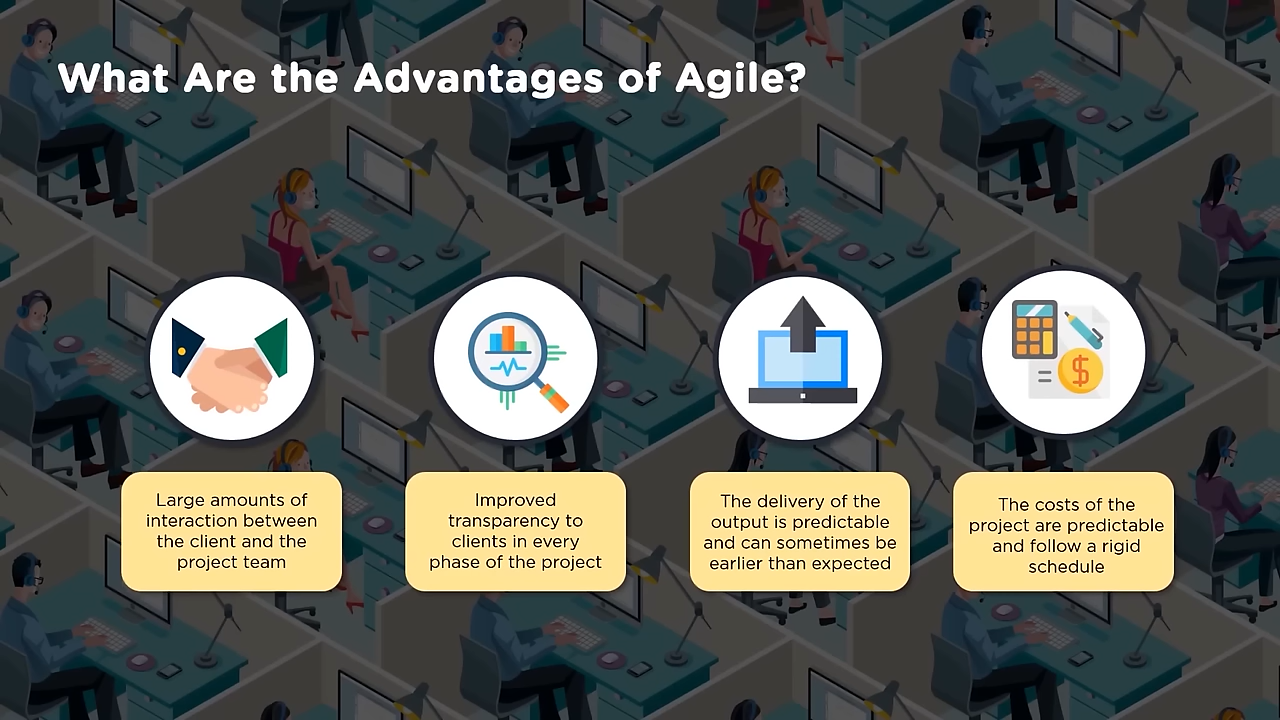 What Are the Advantages of Agile?
Large amounts of
interaction between
the client and the
project team
Improved
transparency to
clients in every
phase of the project
The delivery of the
output is predictable
and can sometimes be
earlier than expected
The costs of the
project are predictable
and follow a rigid
schedule